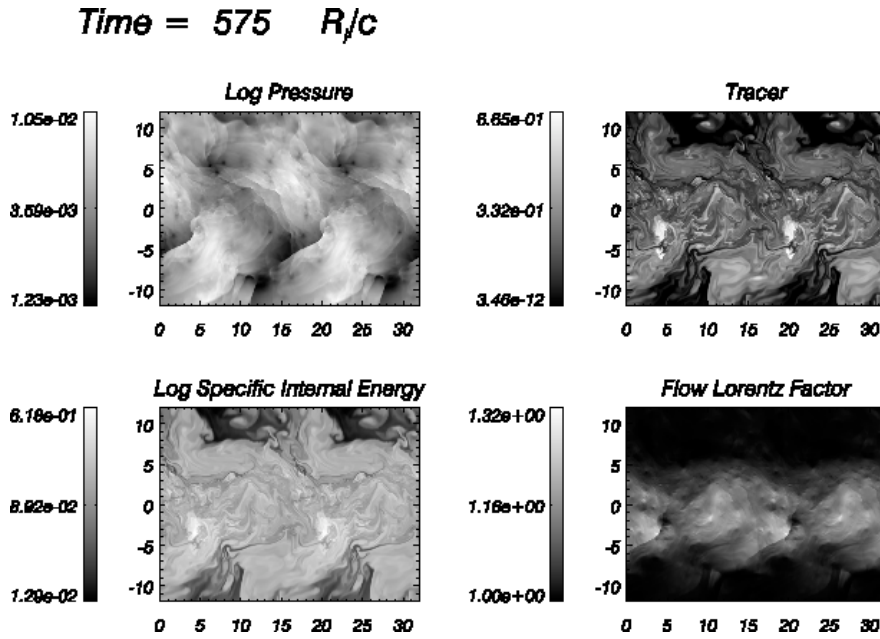 Time = 575 Rj/c
Log Pressure
1.05e-02
3.59e-03
1.23e-03
10
5
0
-5
-10
0 5 10 15 20 25 30
Tracer
6.65e-01
3.32e-01
3.46e-12
10
5
0
-5
-10
0 5 10 15 20 25 30
Log Specific Internal Energy
6.18e-01
8.92e-02
1.29e-02
10
5
0
-5
-10
0 5 10 15 20 25 30
Flow Lorentz Factor
1.32e+00
1.16e+00
1.00e+00
10
5
0
-5
-10
0 5 10 15 20 25 30